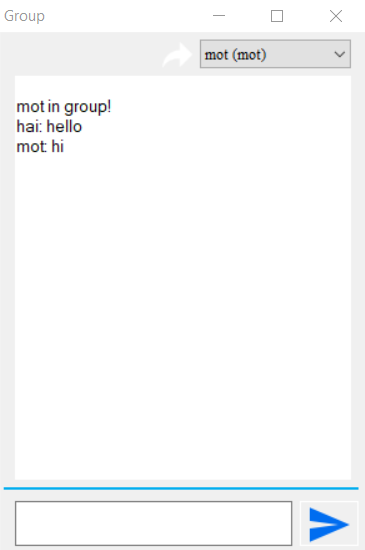 Group
mot (mot)
mot in group!
hai: hello
mot: hi